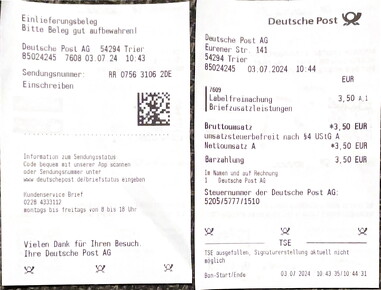 Einlieferungsbeleg
Bitte Beleg gut aufbewahren!
Deutsche Post AG 54294 Trier
85024245 7608 03.07.24 10:43
Sendungsnummer: RR 0756 3106 2DE
Einschreiben
Information zum Sendungsstatus
Code bequem mit unserer App scannen
oder Sendungsnummer unter
www.deutschepost.de/briefstatus eingeben
Kundenservice Brief
0228 4333112
montags bis freitags von 8 bis 18 Uhr
Vielen Dank für Ihren Besuch.
Ihre Deutsche Post AG
Deutsche Post
Deutsche Post AG
Eurener Str. 141
54294 Trier
85024245 03.07.2024 10:44
EUR
7609
Labelfreimachung 3,50 A.1
Briefzusatzleistungen
Bruttoumsatz *3,50 EUR
umsatzsteuerbefreit nach §4 UStG A
Nettoumsatz A *3,50 EUR
Barzahlung 3,50 EUR
Im Namen und auf Rechnung
1 Deutsche Post AG
Steuernummer der Deutsche Post AG:
5205/5777/1510
TSE
TSE ausgefallen, Signaturerstellung aktuell nicht
möglich
Bon-Start/Ende 03.07.2024 10:43:35/10:44:31